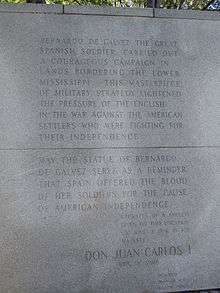 BERNARDO DE GALVEZ THE GREAT
SPANISH SOLDIER, CARRIED OUT
A COURAGEOUS CAMPAIGN IN
LANDS BORDERING THE LOWER
MISSISSIPPI. THIS MASTERPIECE
OF MILITARY STRATEGY LIGHTENED
THE PRESSURE OF THE ENGLISH
IN THE WAR AGAINST THE AMERICAN
SETTLERS WHO WERE FIGHTING FOR
THEIR INDEPENDENCE.
MAY THE STATUE OF BERNARDO
DE GALVEZ SERVE AS A REMINDER
THAT SPAIN OFFERED THE BLOOD
OF HER SOLDIERS FOR THE CAUSE
OF AMERICAN INDEPENDENCE.
DON JUAN CARLOS I